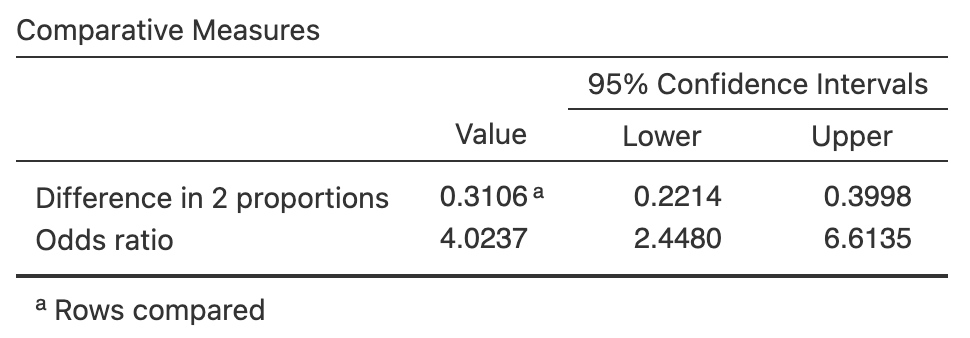 Comparative Measures
95% Confidence Intervals
Value Lower Upper
Difference in 2 proportions 0.3106 ᵃ 0.2214 0.3998
Odds ratio 4.0237 2.4480 6.6135
ᵃ Rows compared